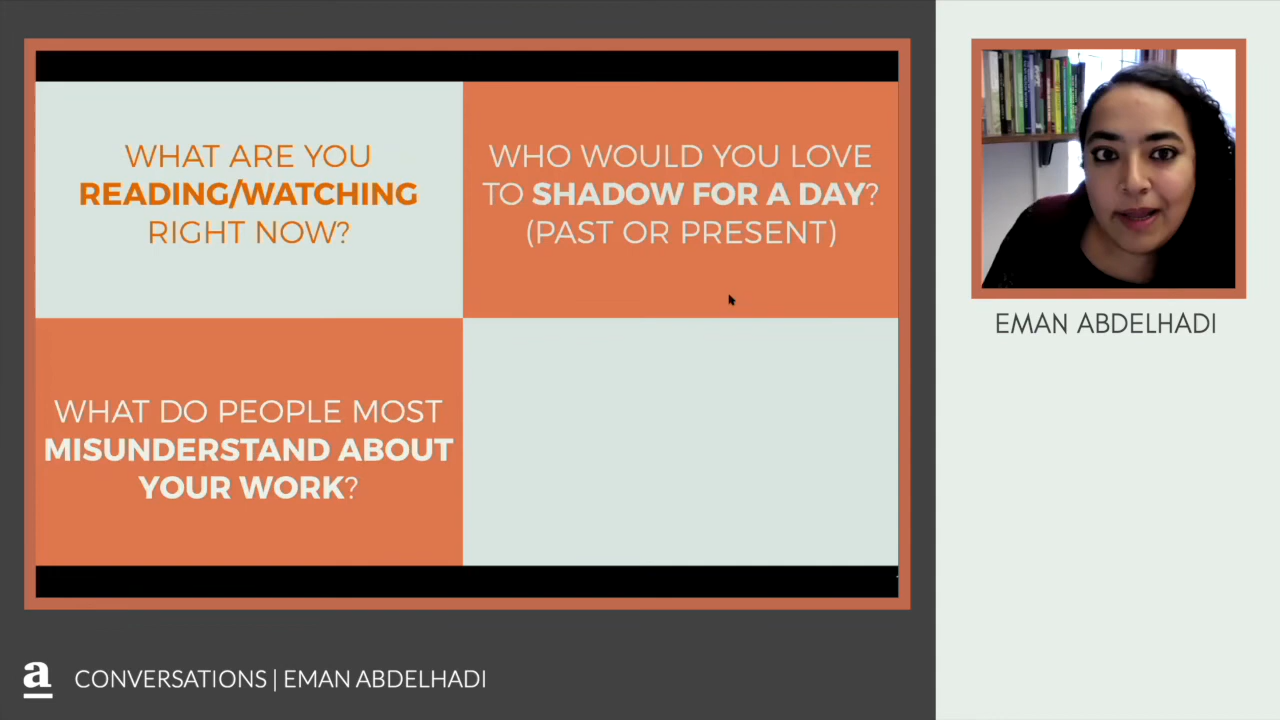 WHAT ARE YOU
READING/WATCHING
RIGHT NOW?
WHO WOULD YOU LOVE
TO SHADOW FOR A DAY?
(PAST OR PRESENT)
WHAT DO PEOPLE MOST
MISUNDERSTAND ABOUT
YOUR WORK?
EMAN ABDELHADI
a
CONVERSATIONS | EMAN ABDELHADI